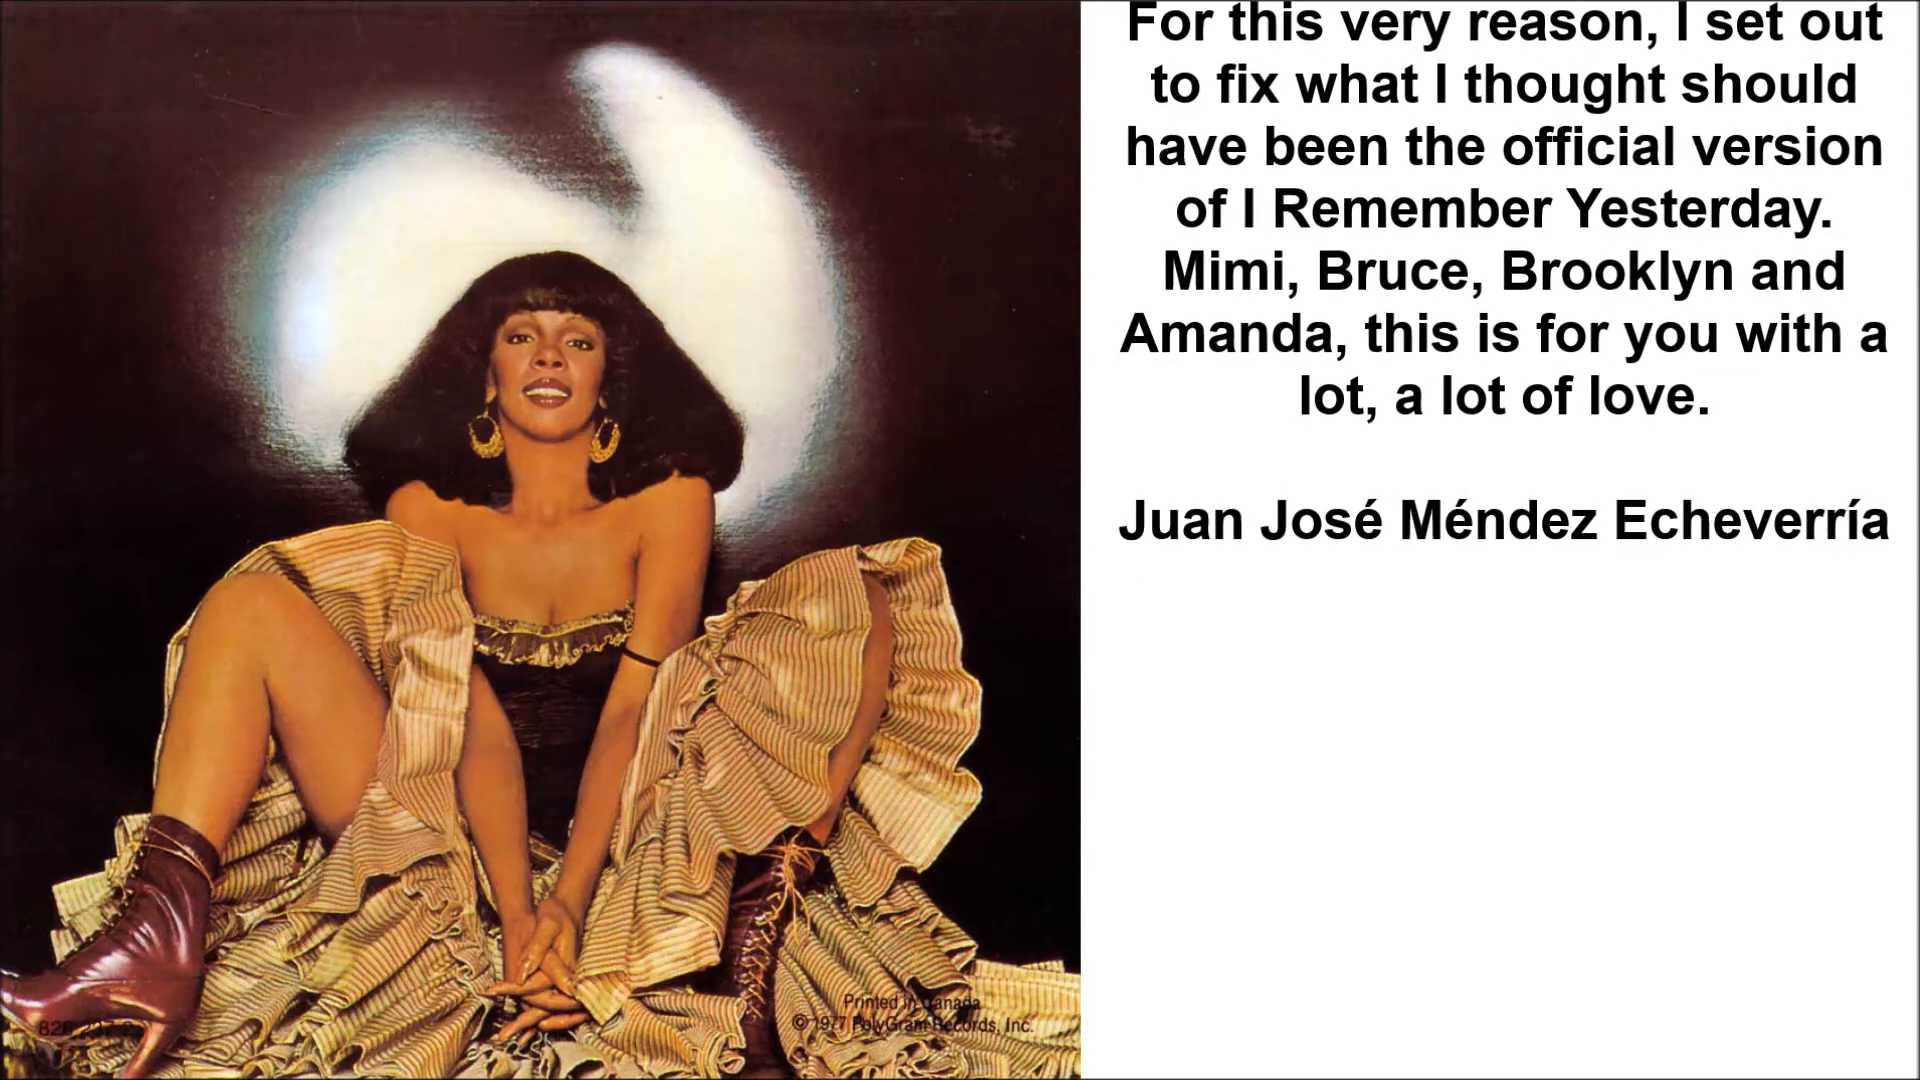 For this very reason, I set out
to fix what I thought should
have been the official version
of I Remember Yesterday.
Mimi, Bruce, Brooklyn and
Amanda, this is for you with a
lot, a lot of love.
Juan José Méndez Echeverría
Printed in Canada
© 1977 PolyGram Records, Inc.